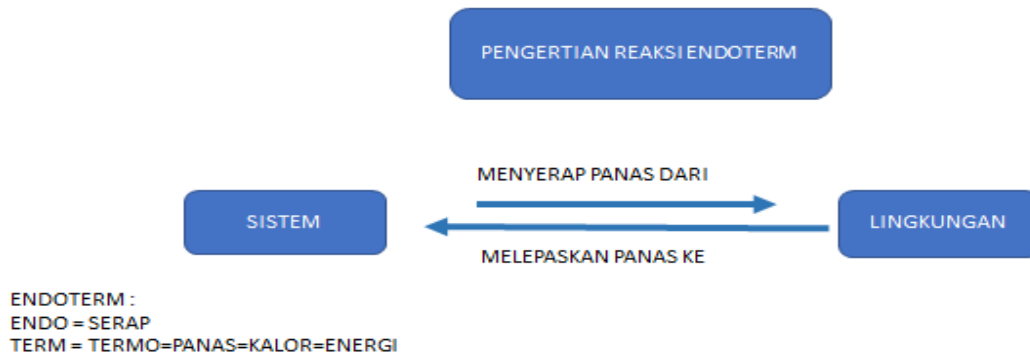 PENGERTIAN REAKSI ENDOTERM
MENYERAP PANAS DARI
SISTEM
LINGKUNGAN
MELEPASKAN PANAS KE
ENDOTERM :
ENDO = SERAP
TERM = TERMO=PANAS=KALOR=ENERGI